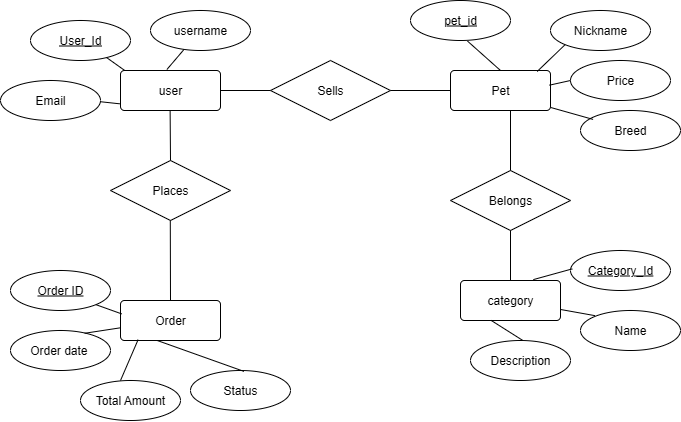 pet_id
username
Nickname
User_Id
Price
user
Sells
Pet
Email
Breed
Places
Belongs
Category_Id
Order ID
category
Order
Name
Order date
Description
Status
Total Amount